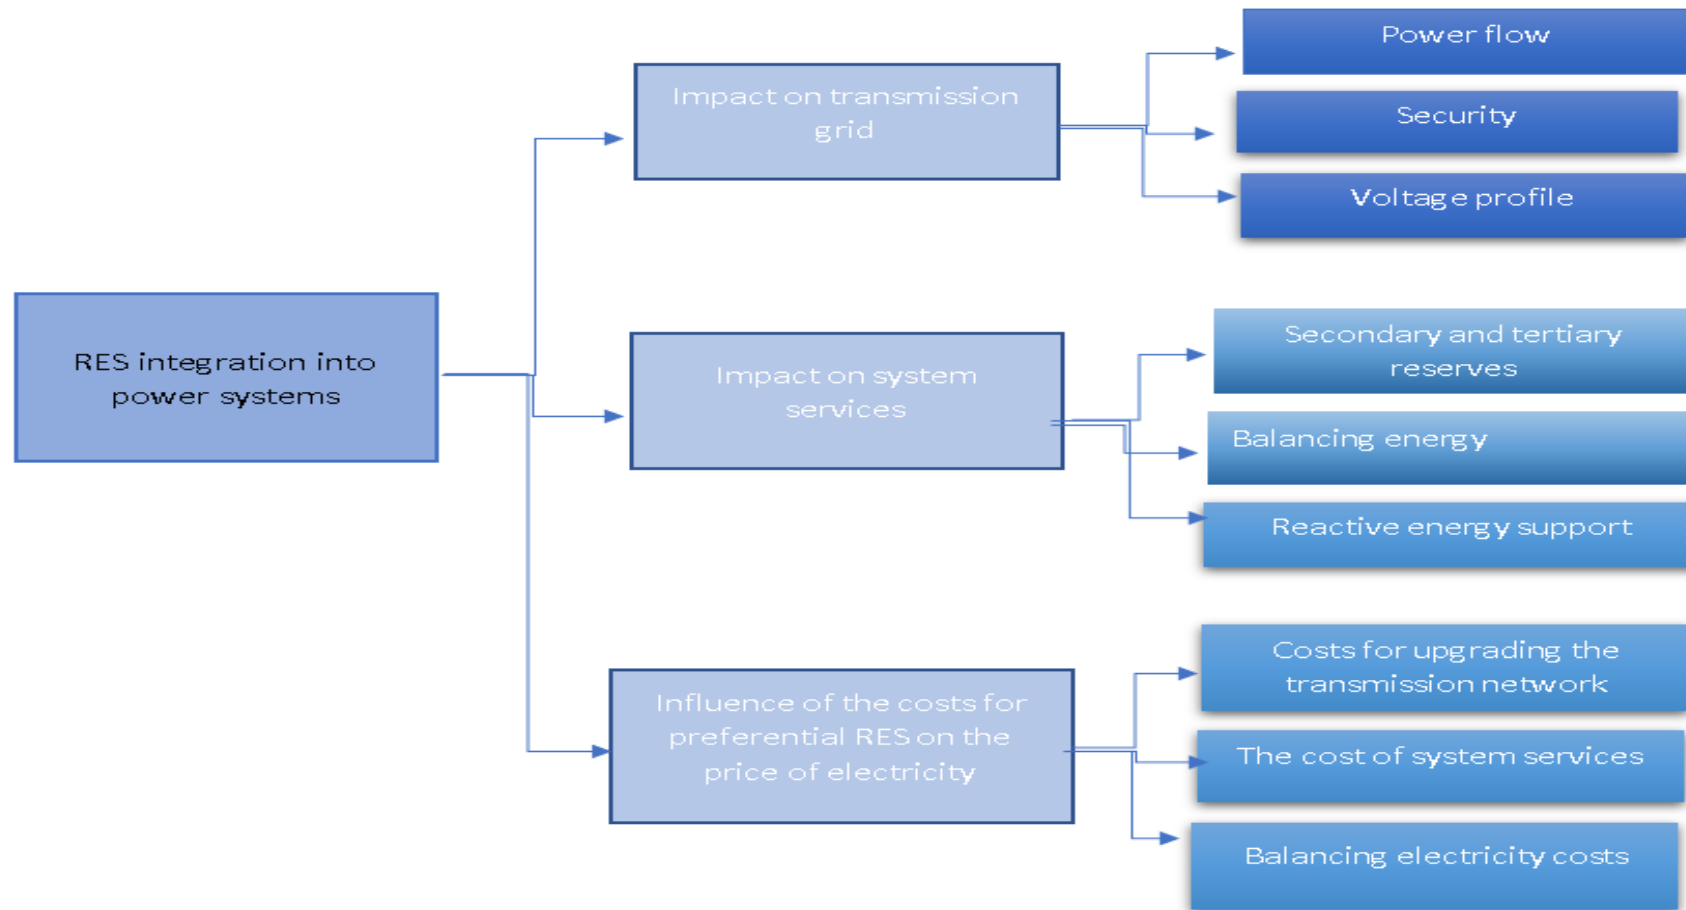 RES integration into
power systems
Impact on transmission
grid
Power flow
Security
Voltage profile
Impact on system
services
Secondary and tertiary
reserves
Balancing energy
Reactive energy support
Influence of the costs for
preferential RES on the
price of electricity
Costs for upgrading the
transmission network
The cost of system services
Balancing electricity costs